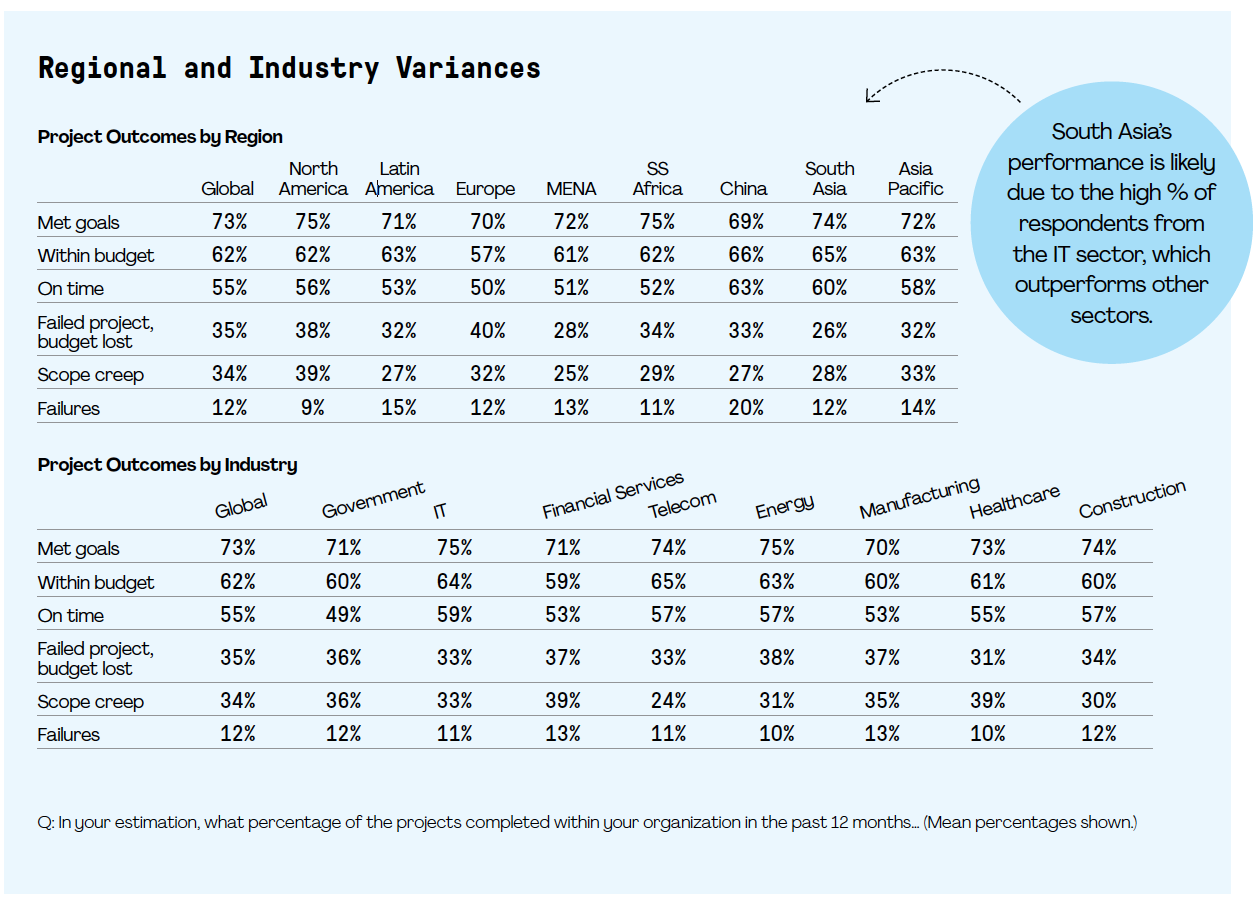 Regional and Industry Variances
South Asia's
performance is likely
due to the high % of
respondents from
the IT sector, which
outperforms other
sectors.
Project Outcomes by Region
Global North America Latin America Europe MENA SS Africa China South Asia Asia Pacific
Met goals 73% 75% 71% 70% 72% 75% 69% 74% 72%
Within budget 62% 62% 63% 57% 61% 62% 66% 65% 63%
On time 55% 56% 53% 50% 51% 52% 63% 60% 58%
Failed project, budget lost 35% 38% 32% 40% 28% 34% 33% 26% 32%
Scope creep 34% 39% 27% 32% 25% 29% 27% 28% 33%
Failures 12% 9% 15% 12% 13% 11% 20% 12% 14%
Project Outcomes by Industry
Global Government IT Financial Services Telecom Energy Manufacturing Healthcare Construction
Met goals 73% 71% 75% 71% 74% 75% 70% 73% 74%
Within budget 62% 60% 64% 59% 65% 63% 60% 61% 60%
On time 55% 49% 59% 53% 57% 57% 53% 55% 57%
Failed project, budget lost 35% 36% 33% 37% 33% 38% 37% 31% 34%
Scope creep 34% 36% 33% 39% 24% 31% 35% 39% 30%
Failures 12% 12% 11% 13% 11% 10% 13% 10% 12%
Q: In your estimation, what percentage of the projects completed within your organization in the past 12 months… (Mean percentages shown.)